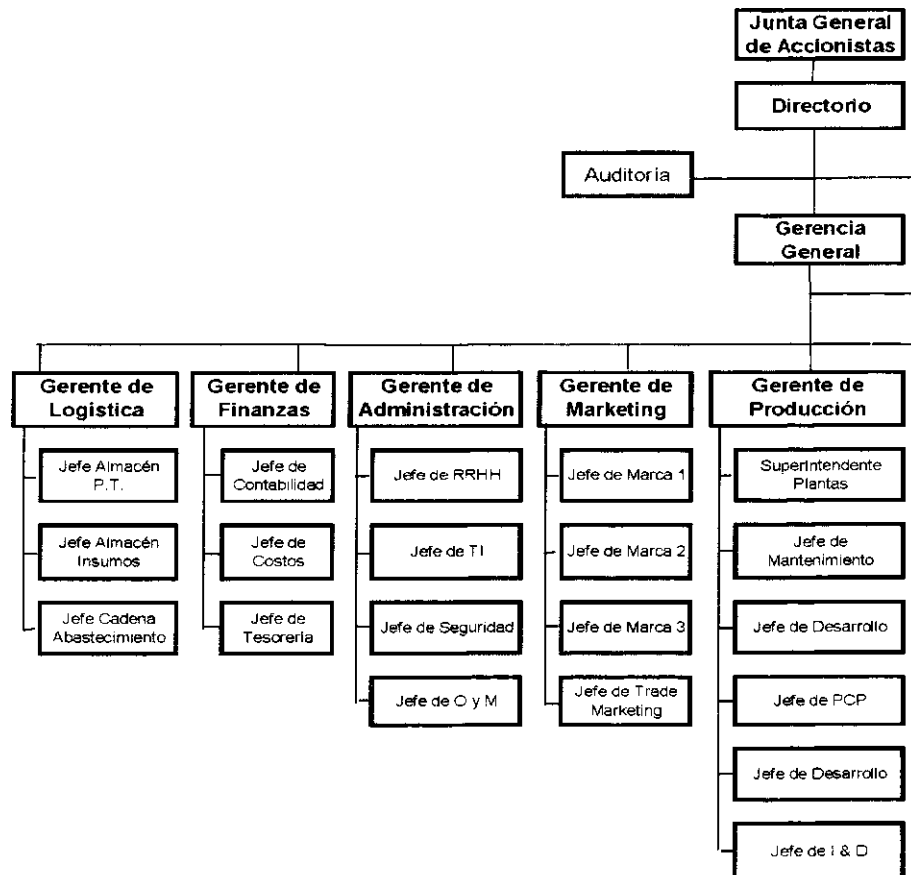 Junta General
de Accionistas
Directorio
Auditoria
Gerencia
General
Gerente de
Logística
Jefe Almacén
P.T.
Jefe Almacén
Insumos
Jefe Cadena
Abastecimiento
Gerente de
Finanzas
Jefe de
Contabilidad
Jefe de
Costos
Jefe de
Tesorería
Gerente de
Administración
Jefe de RRHH
Jefe de TI
Jefe de Seguridad
Jefe de O y M
Gerente de
Marketing
Jefe de Marca 1
Jefe de Marca 2
Jefe de Marca 3
Jefe de Trade
Marketing
Gerente de
Producción
Superintendente
Plantas
Jefe de
Mantenimiento
Jefe de Desarrollo
Jefe de PCP
Jefe de Desarrollo
Jefe de I & D